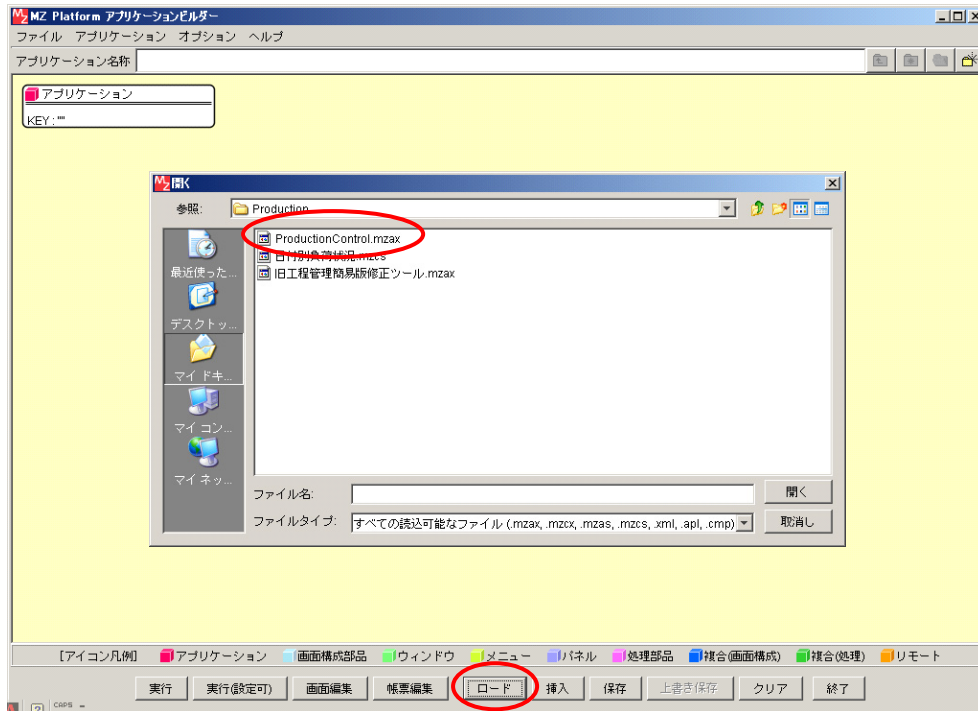 MZ Platform アプリケーションビルダー
ファイル アプリケーション オプション ヘルプ
アプリケーション名称
アプリケーション
KEY : ""
開く
参照: Production
ProductionControl.mzax
日付別負荷状況.mzcs
旧工程管理簡易版修正ツール.mzax
最近使った...
デスクトッ...
マイ ドキ...
マイ コン...
マイ ネッ...
ファイル名: 開く
ファイルタイプ: すべての読込可能なファイル (.mzax, .mzcx, .mzas, .mzcs, .xml, .apl, .cmp) 取消し
[アイコン凡例] アプリケーション 画面構成部品 ウィンドウ メニュー パネル 処理部品 複合(画面構成) 複合(処理) リモート
実行 実行(設定可) 画面編集 帳票編集 ロード 挿入 保存 上書き保存 クリア 終了
CAPS